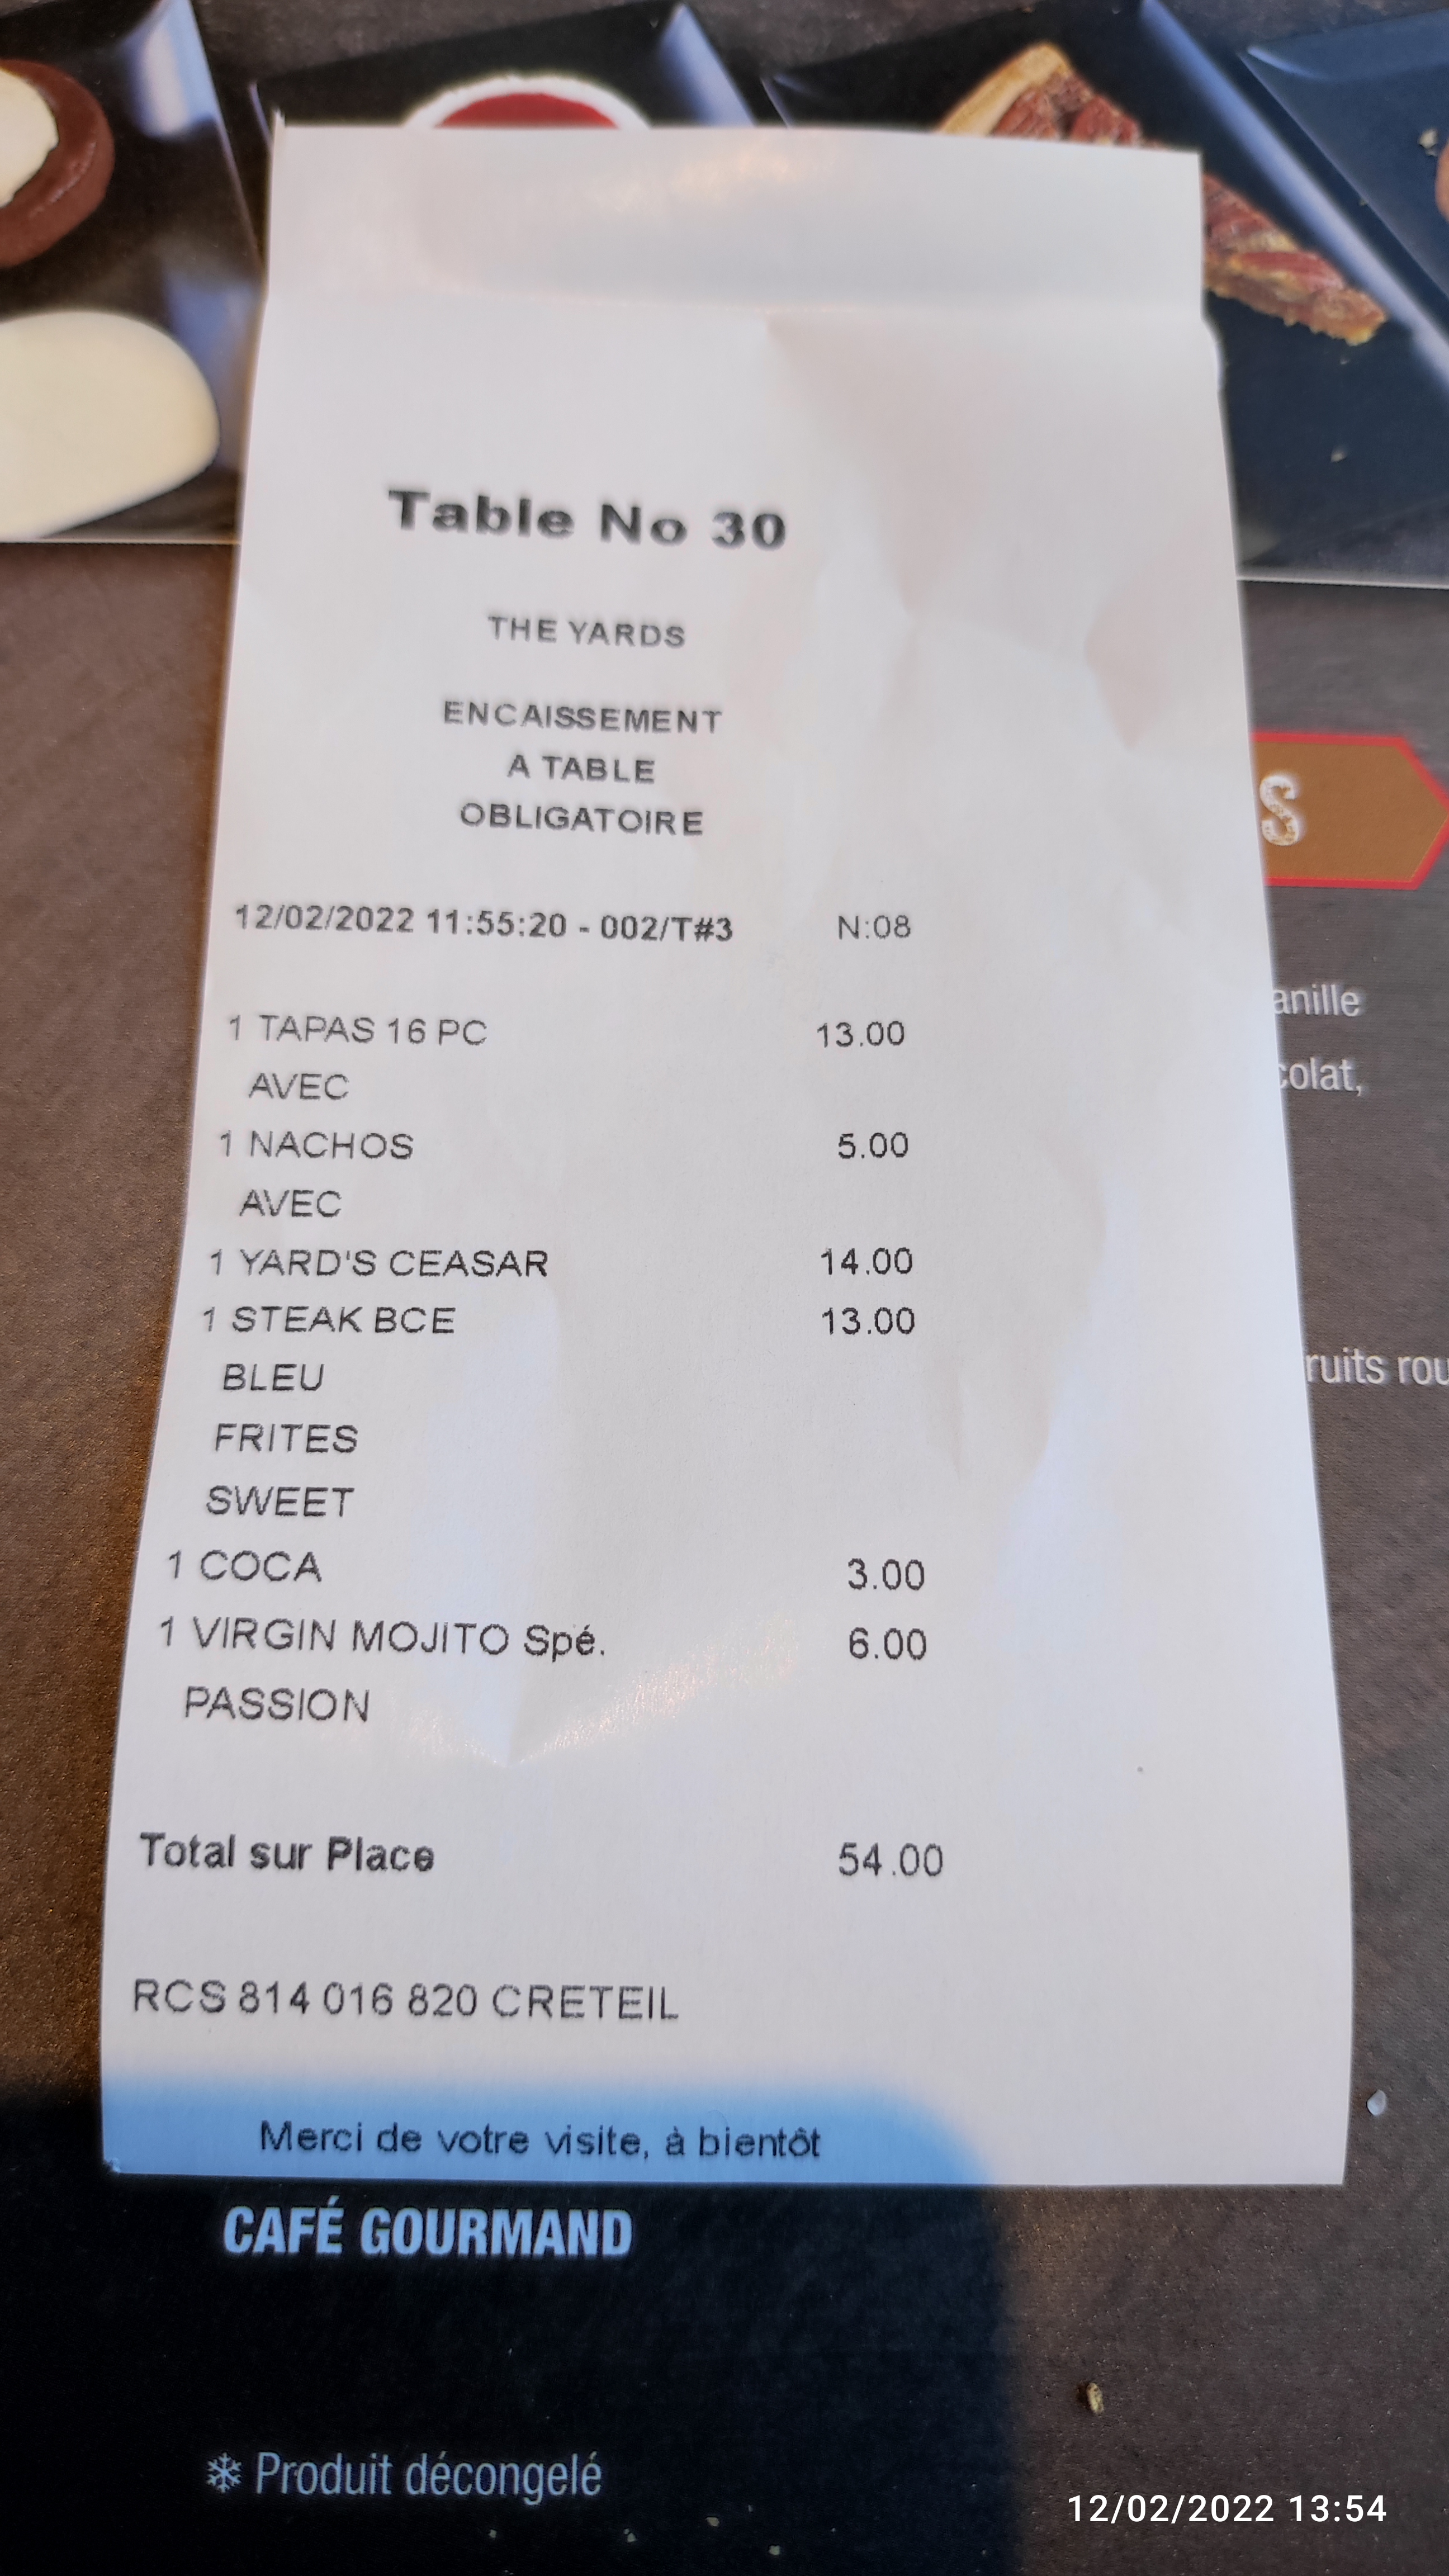 Table No 30
THE YARDS
ENCAISSEMENT
A TABLE
OBLIGATOIRE
12/02/2022 11:55:20 - 002/T#3 N:08
1 TAPAS 16 PC 13.00
AVEC
1 NACHOS 5.00
AVEC
1 YARD'S CEASAR 14.00
1 STEAK BCE 13.00
BLEU
FRITES
SWEET
1 COCA 3.00
1 VIRGIN MOJITO Spé. 6.00
PASSION
Total sur Place 54.00
RCS 814 016 820 CRETEIL
Merci de votre visite, à bientôt
S
anille
colat,
ruits rou
CAFÉ GOURMAND
Produit décongelé
12/02/2022 13:54